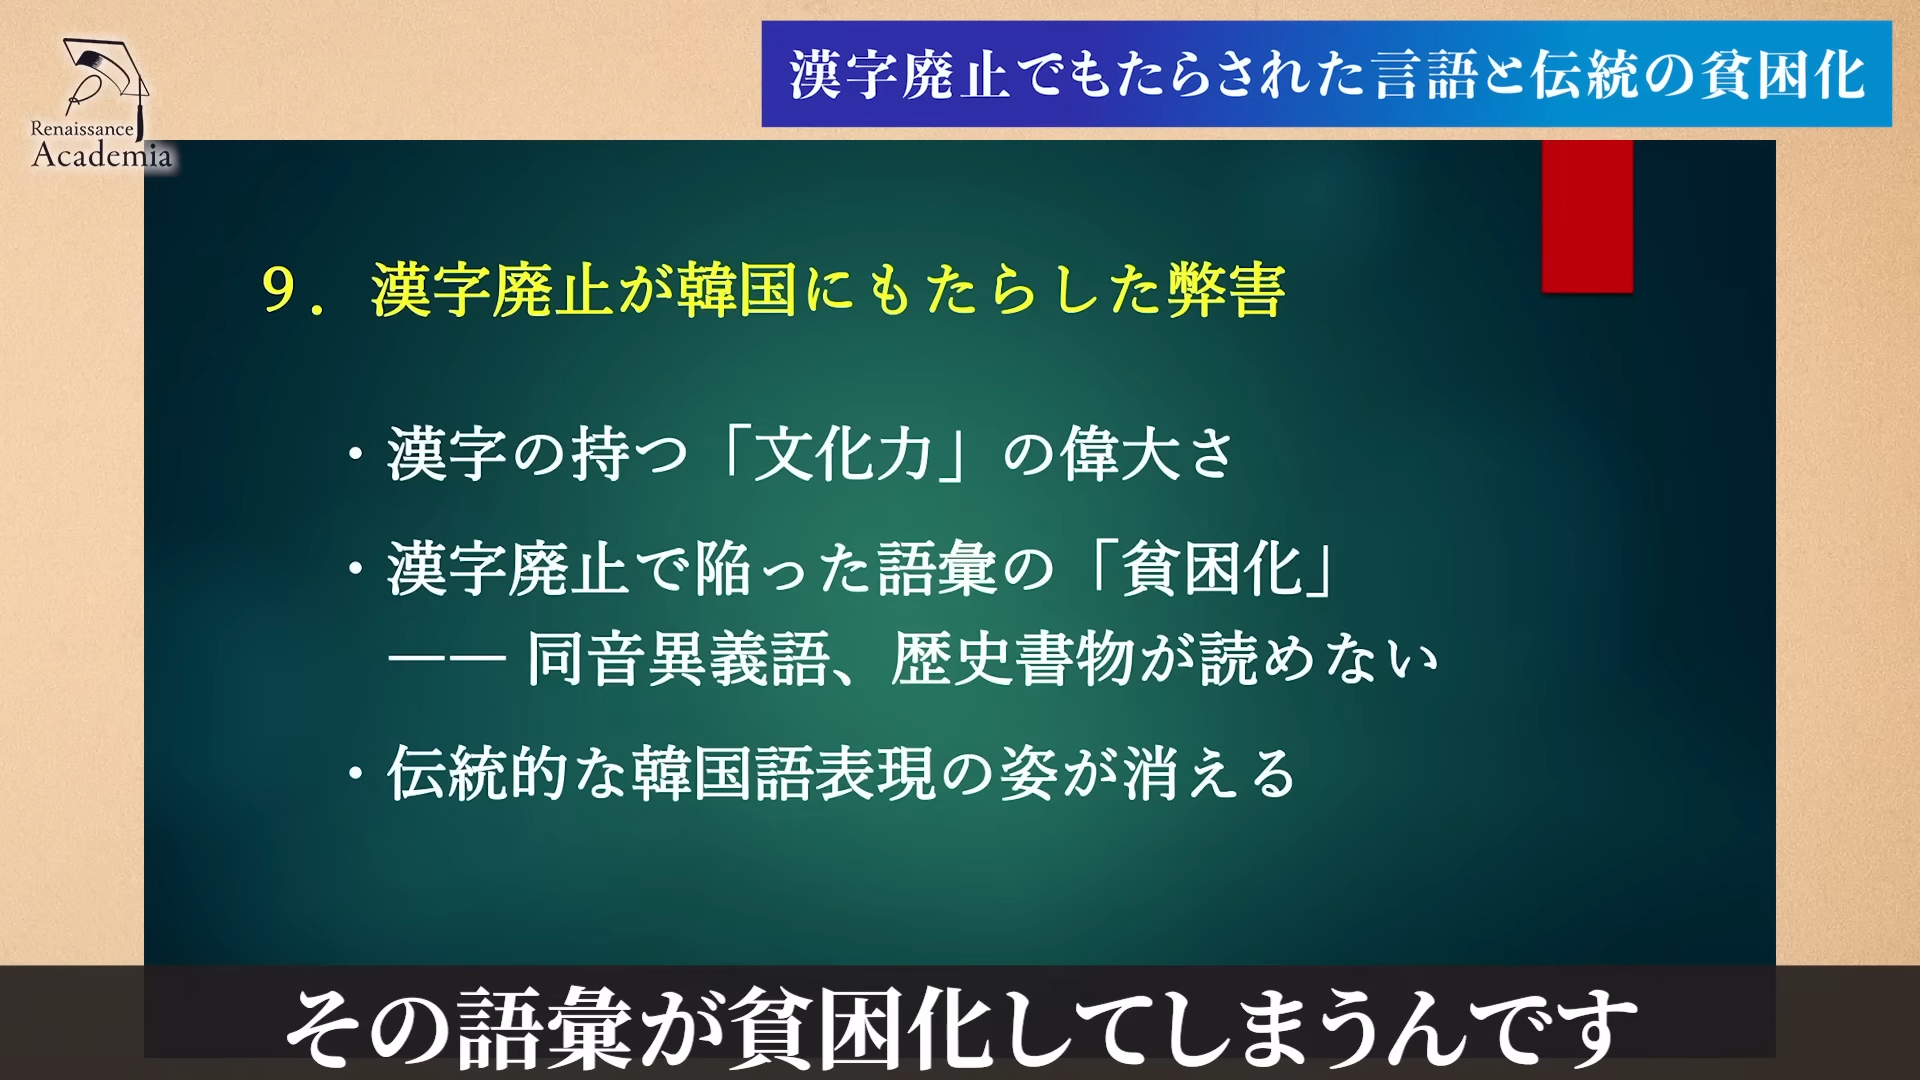 Renaissance
Academia
漢字廃止でもたらされた言語と伝統の貧困化
９．漢字廃止が韓国にもたらした弊害
・漢字の持つ「文化力」の偉大さ
・漢字廃止で陥った語彙の「貧困化」
―― 同音異義語、歴史書物が読めない
・伝統的な韓国語表現の姿が消える
その語彙が貧困化してしまうんです